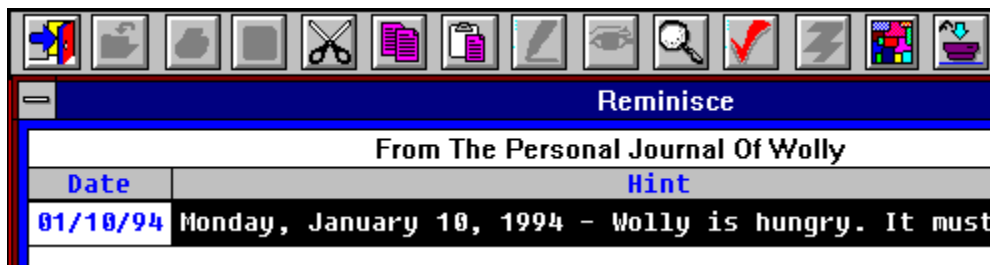 Reminisce
From The Personal Journal Of Wolly
Date Hint
01/10/94 Monday, January 10, 1994 - Wolly is hungry. It must